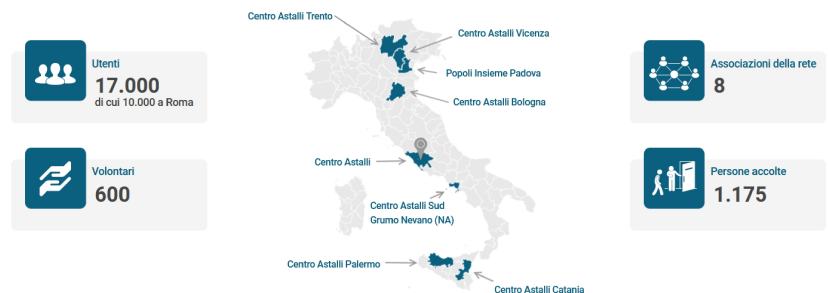 Utenti
17.000
di cui 10.000 a Roma
Volontari
600
Centro Astalli Trento
Centro Astalli Vicenza
Popoli Insieme Padova
Centro Astalli Bologna
Centro Astalli
Centro Astalli Sud
Grumo Nevano (NA)
Centro Astalli Palermo
Centro Astalli Catania
Associazioni della rete
8
Persone accolte
1.175